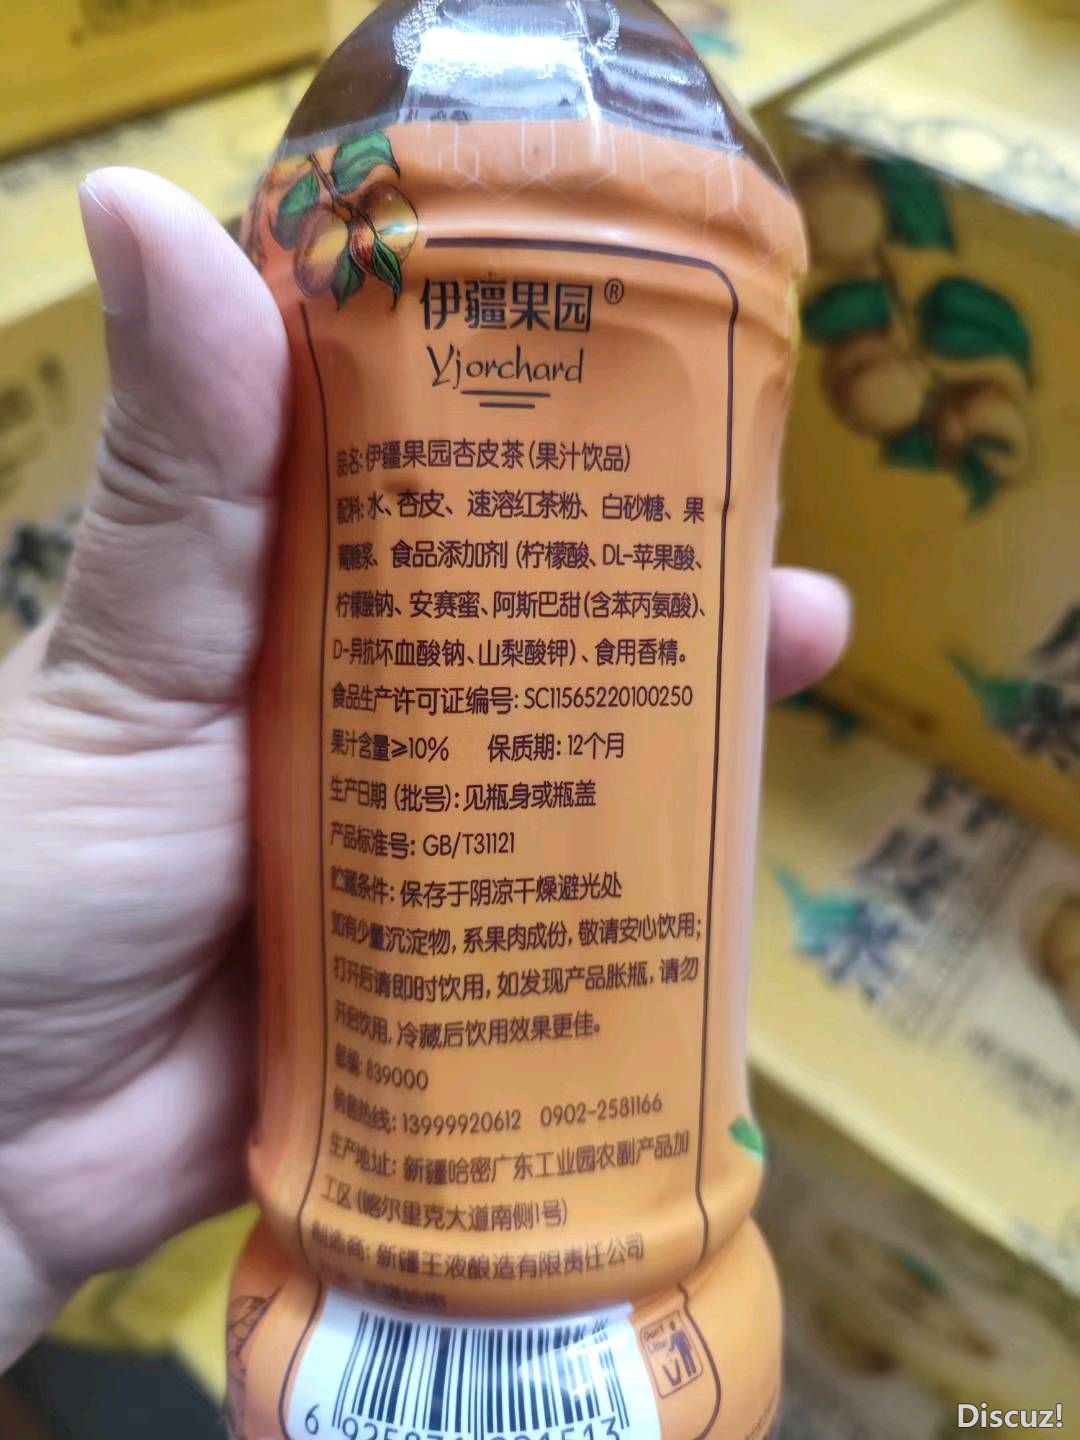 伊疆果园®
Yjorchard
品名: 伊疆果园杏皮茶 (果汁饮品)
配料: 水、杏皮、速溶红茶粉、白砂糖、果
葡糖浆、食品添加剂 (柠檬酸、DL-苹果酸、
柠檬酸钠、安赛蜜、阿斯巴甜(含苯丙氨酸)、
D-异抗坏血酸钠、山梨酸钾)、食用香精。
食品生产许可证编号: SC11565220100250
果汁含量≥10% 保质期: 12个月
生产日期 (批号): 见瓶身或瓶盖
产品标准号: GB/T31121
贮藏条件: 保存于阴凉干燥避光处
如有少量沉淀物, 系果肉成份, 敬请安心饮用;
打开后请即时饮用, 如发现产品胀瓶, 请勿
开启饮用, 冷藏后饮用效果更佳。
邮编: 839000
销售热线: 13999920612 0902-2581166
生产地址: 新疆哈密广东工业园农副产品加
工区 (喀尔里克大道南侧1号)
制造商: 新疆王液酿造有限责任公司
Don't
Litter
6
Discuz!